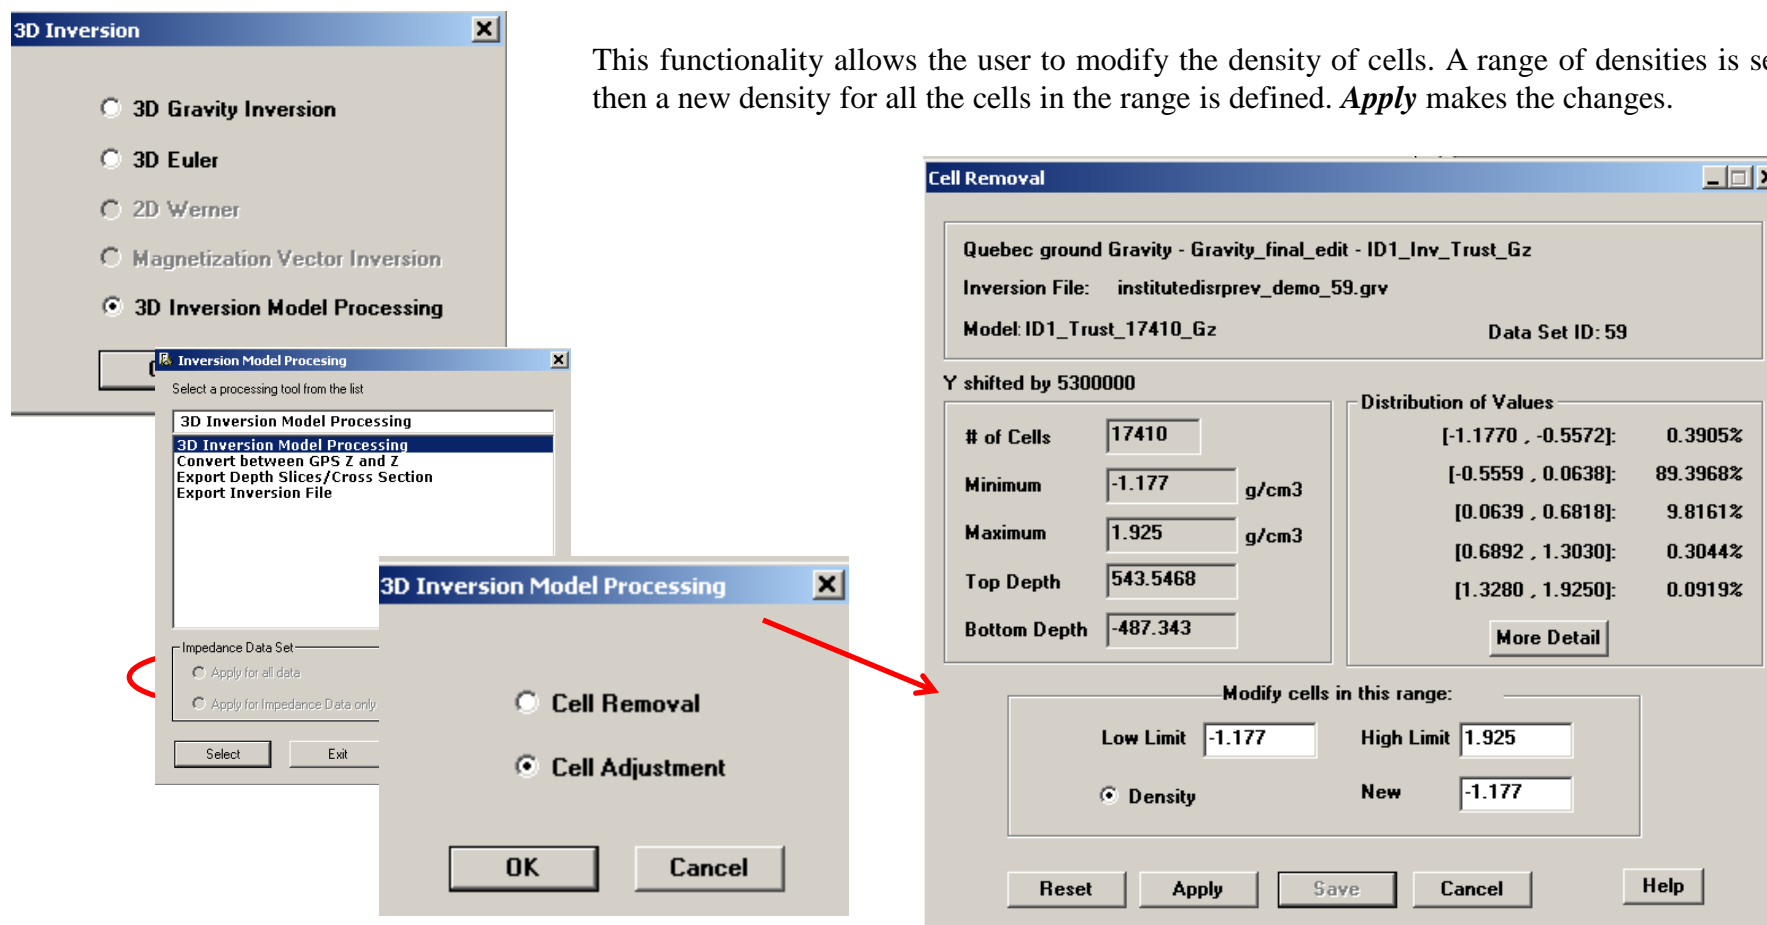 3D Inversion
3D Gravity Inversion
3D Euler
2D Werner
Magnetization Vector Inversion
3D Inversion Model Processing
Inversion Model Procesing
Select a processing tool from the list
3D Inversion Model Processing
3D Inversion Model Processing
Convert between GPS Z and Z
Export Depth Slices/Cross Section
Export Inversion File
Impedance Data Set
Apply for all data
Apply for Impedance Data only
Select Exit
3D Inversion Model Processing
Cell Removal
Cell Adjustment
OK Cancel
This functionality allows the user to modify the density of cells. A range of densities is
then a new density for all the cells in the range is defined. Apply makes the changes.
Cell Removal
Quebec ground Gravity - Gravity_final_edit - ID1_Inv_Trust_Gz
Inversion File: institutedisrprev_demo_59.grv
Model: ID1_Trust_17410_Gz Data Set ID: 59
Y shifted by 5300000
# of Cells 17410
Minimum -1.177 g/cm3
Maximum 1.925 g/cm3
Top Depth 543.5468
Bottom Depth -487.343
Distribution of Values
[-1.1770 , -0.5572]: 0.3905%
[-0.5559 , 0.0638]: 89.3968%
[0.0639 , 0.6818]: 9.8161%
[0.6892 , 1.3030]: 0.3044%
[1.3280 , 1.9250]: 0.0919%
More Detail
Modify cells in this range:
Low Limit -1.177 High Limit 1.925
Density New -1.177
Reset Apply Save Cancel Help